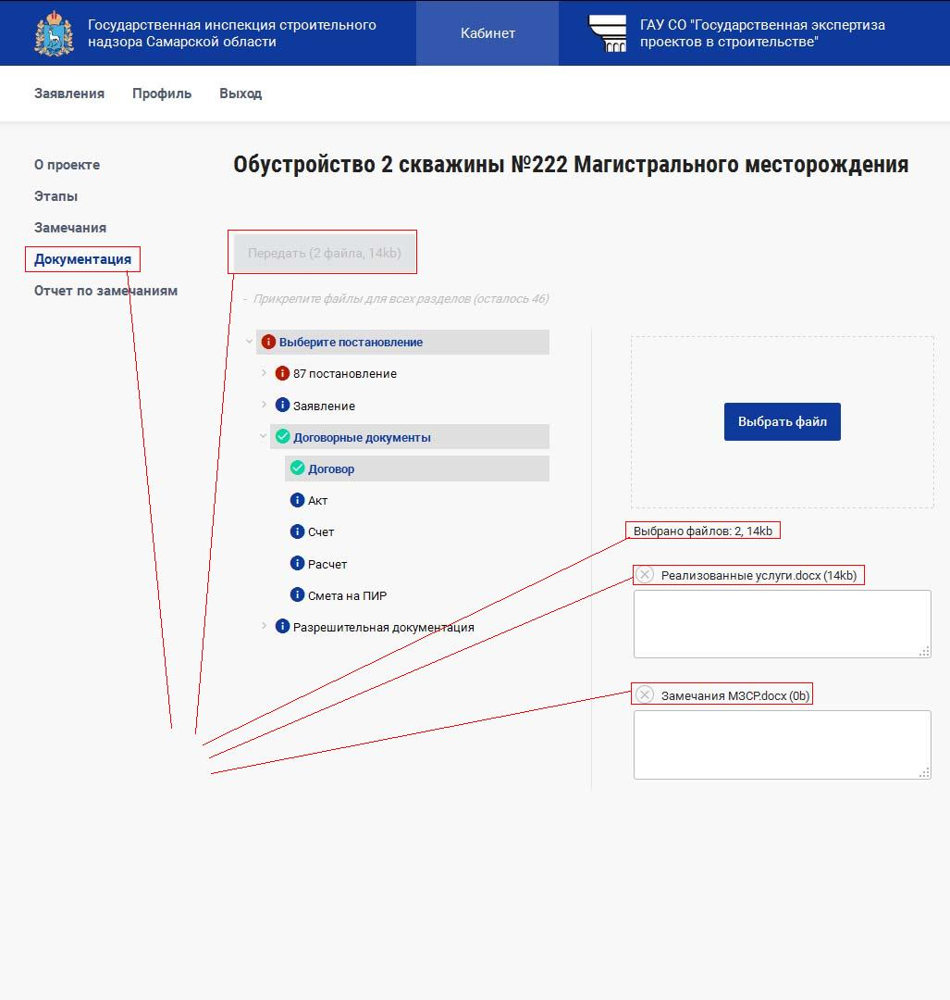 Государственная инспекция строительного
надзора Самарской области
Кабинет
ГАУ СО "Государственная экспертиза
проектов в строительстве"
Заявления
Профиль
Выход
О проекте
Этапы
Замечания
Документация
Отчет по замечаниям
Обустройство 2 скважины №222 Магистрального месторождения
Передать (2 файла, 14kb)
- Прикрепите файлы для всех разделов (осталось 46)
Выберите постановление
87 постановление
Заявление
Договорные документы
Договор
Акт
Счет
Расчет
Смета на ПИР
Разрешительная документация
Выбрать файл
Выбрано файлов: 2, 14kb
Реализованные услуги.docx (14kb)
Замечания МЗСР.docx (0b)